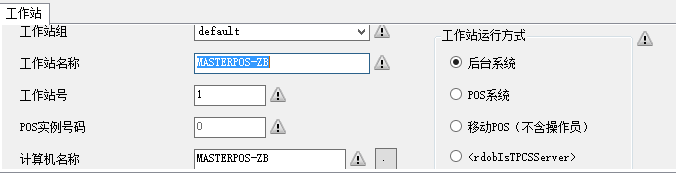 工作站
工作站组 default
工作站运行方式
工作站名称 MASTERPOS-ZB
后台系统
工作站号 1
POS系统
POS实例号码 0
移动POS（不含操作员）
计算机名称 MASTERPOS-ZB .
<rdobIsTPCSServer>